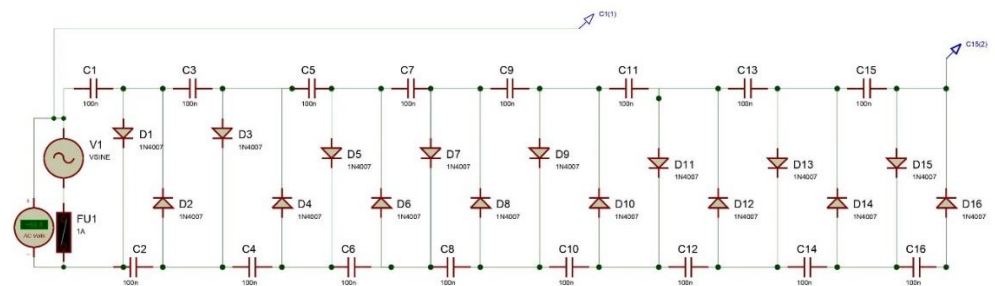 C1(1)
C15(2)
C1
C3
C5
C7
C9
C11
C13
C15
100n
100n
100n
100n
100n
100n
100n
100n
V1
VSINE
D1
1N4007
D3
1N4007
D5
1N4007
D7
1N4007
D9
1N4007
D11
1N4007
D13
1N4007
D15
1N4007
D2
1N4007
D4
1N4007
D6
1N4007
D8
1N4007
D10
1N4007
D12
1N4007
D14
1N4007
D16
1N4007
AC Volts
FU1
1A
C2
C4
C6
C8
C10
C12
C14
C16
100n
100n
100n
100n
100n
100n
100n
100n